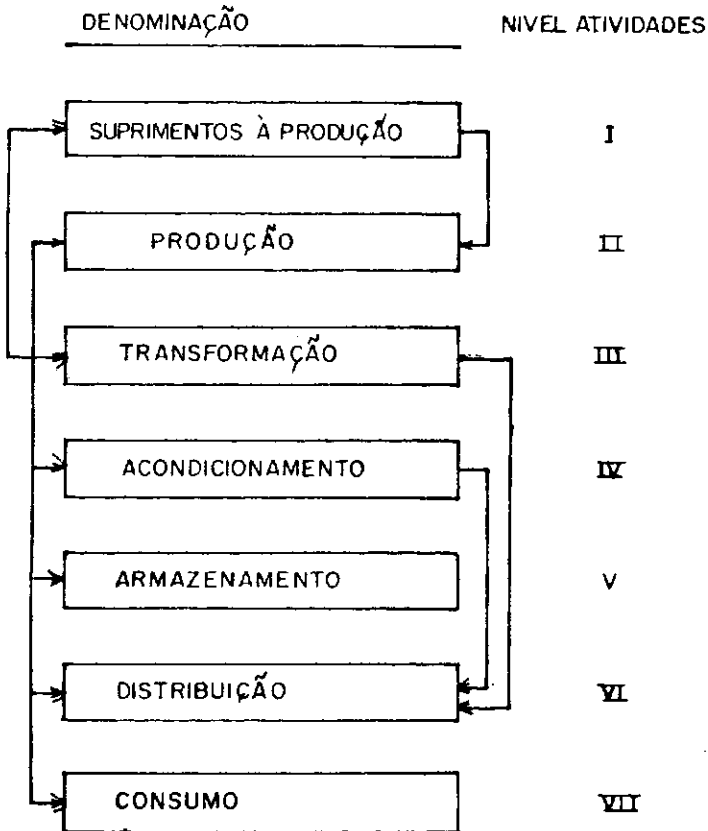 DENOMINAÇÃO NIVEL ATIVIDADES
SUPRIMENTOS À PRODUÇÃO I
PRODUÇÃO II
TRANSFORMAÇÃO III
ACONDICIONAMENTO IV
ARMAZENAMENTO V
DISTRIBUIÇÃO VI
CONSUMO VII